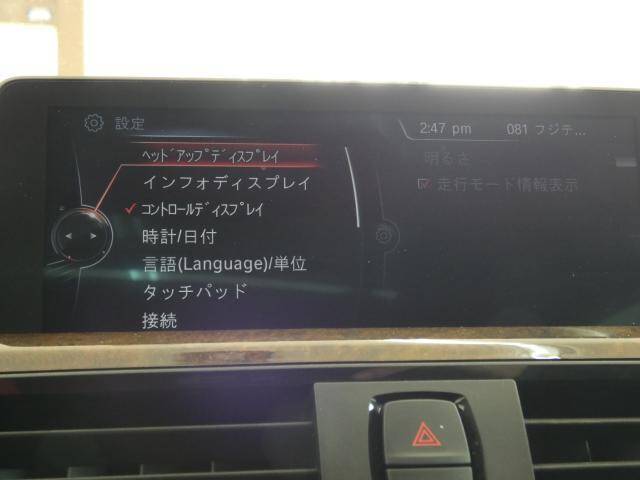 設定
2:47 pm 081 フジテ...
ﾍｯﾄﾞｱｯﾌﾟﾃﾞｨｽﾌﾟﾚｲ
インフォディスプレイ
ｺﾝﾄﾛｰﾙﾃﾞｨｽﾌﾟﾚｲ
時計/日付
言語(Language)/単位
タッチパッド
接続
明るさ
走行モード情報表示